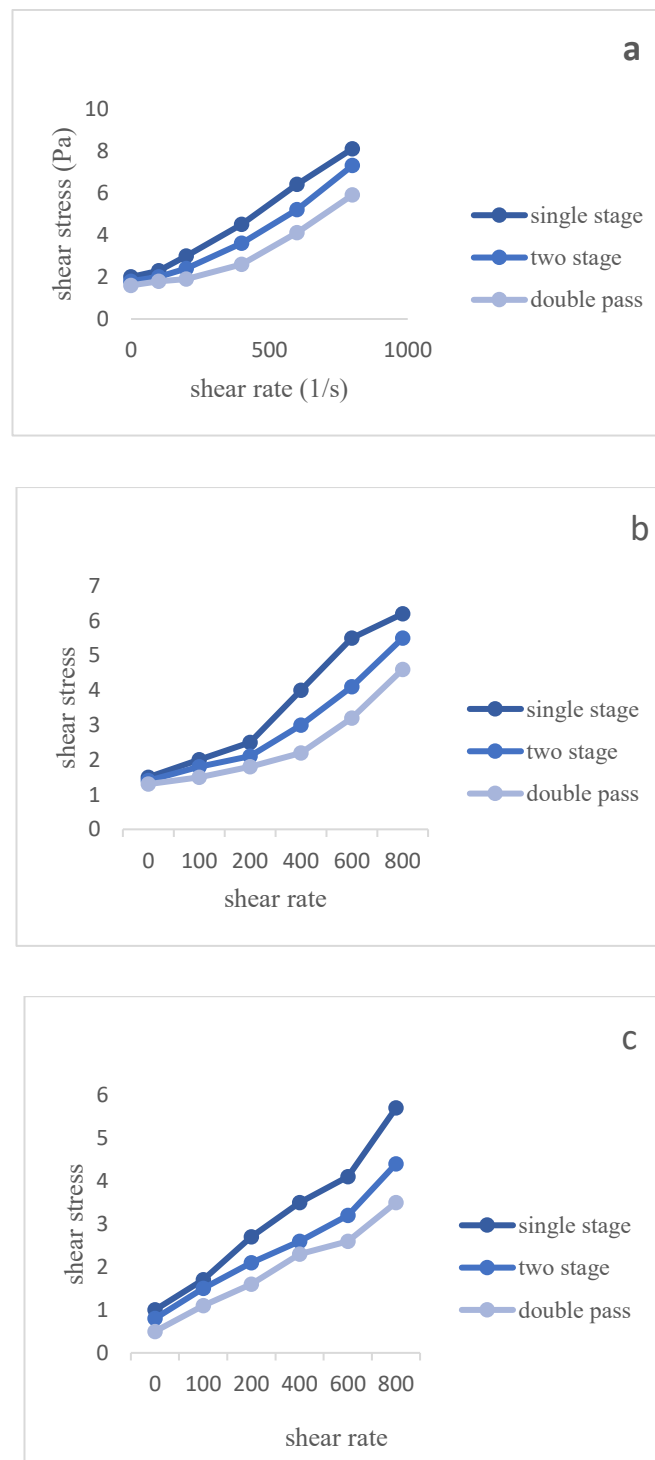 a
10
8
6
4
2
0
shear stress (Pa)
0 500 1000
shear rate (1/s)
single stage
two stage
double pass
b
7
6
5
4
3
2
1
0
shear stress
0 100 200 400 600 800
shear rate
single stage
two stage
double pass
c
6
5
4
3
2
1
0
shear stress
0 100 200 400 600 800
shear rate
single stage
two stage
double pass